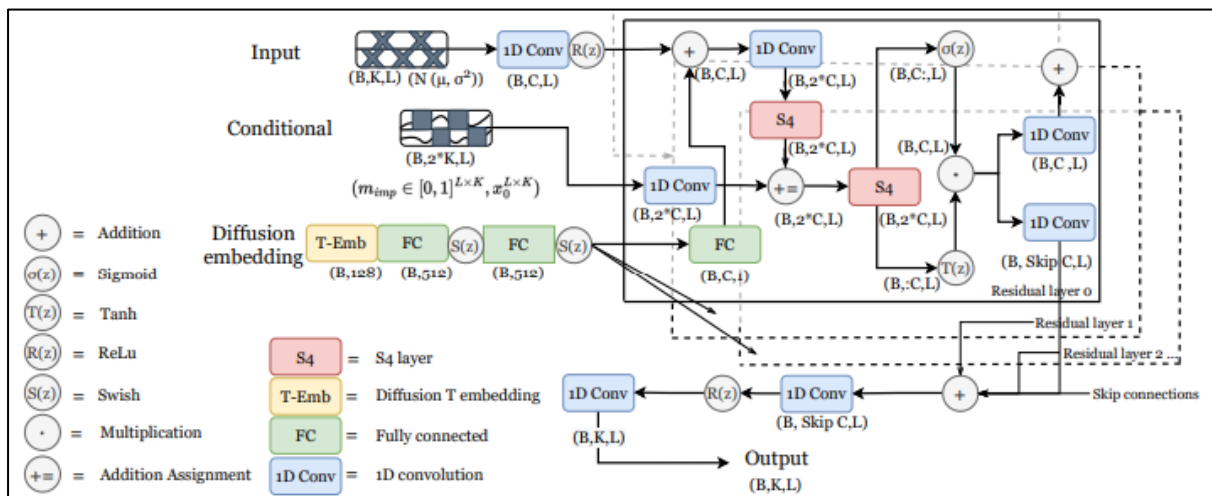 Input
(B,K,L) (N (μ, σ²))
1D Conv
R(z)
(B,C,L)
+
(B,C,L)
1D Conv
(B,2*C,L)
S4
(B,2*C,L)
σ(z)
(B,C:,L)
+
1D Conv
(B,C ,L)
Conditional
(B,2*K,L)
(m_imp ∈ [0, 1]^{L×K}, x_0^{L×K})
1D Conv
(B,2*C,L)
+=
(B,2*C,L)
S4
(B,2*C,L)
(B,C,L)
·
1D Conv
(B, Skip C,L)
Diffusion
embedding
T-Emb
(B,128)
FC
(B,512)
S(z)
FC
(B,512)
S(z)
FC
(B,C,1)
T(z)
(B,:C,L)
Residual layer 0
Residual layer 1
Residual layer 2 ...
Skip connections
+
1D Conv
(B, Skip C,L)
R(z)
1D Conv
(B,K,L)
Output
(B,K,L)
+ = Addition
σ(z) = Sigmoid
T(z) = Tanh
R(z) = ReLu
S(z) = Swish
· = Multiplication
+= = Addition Assignment
S4 = S4 layer
T-Emb = Diffusion T embedding
FC = Fully connected
1D Conv = 1D convolution